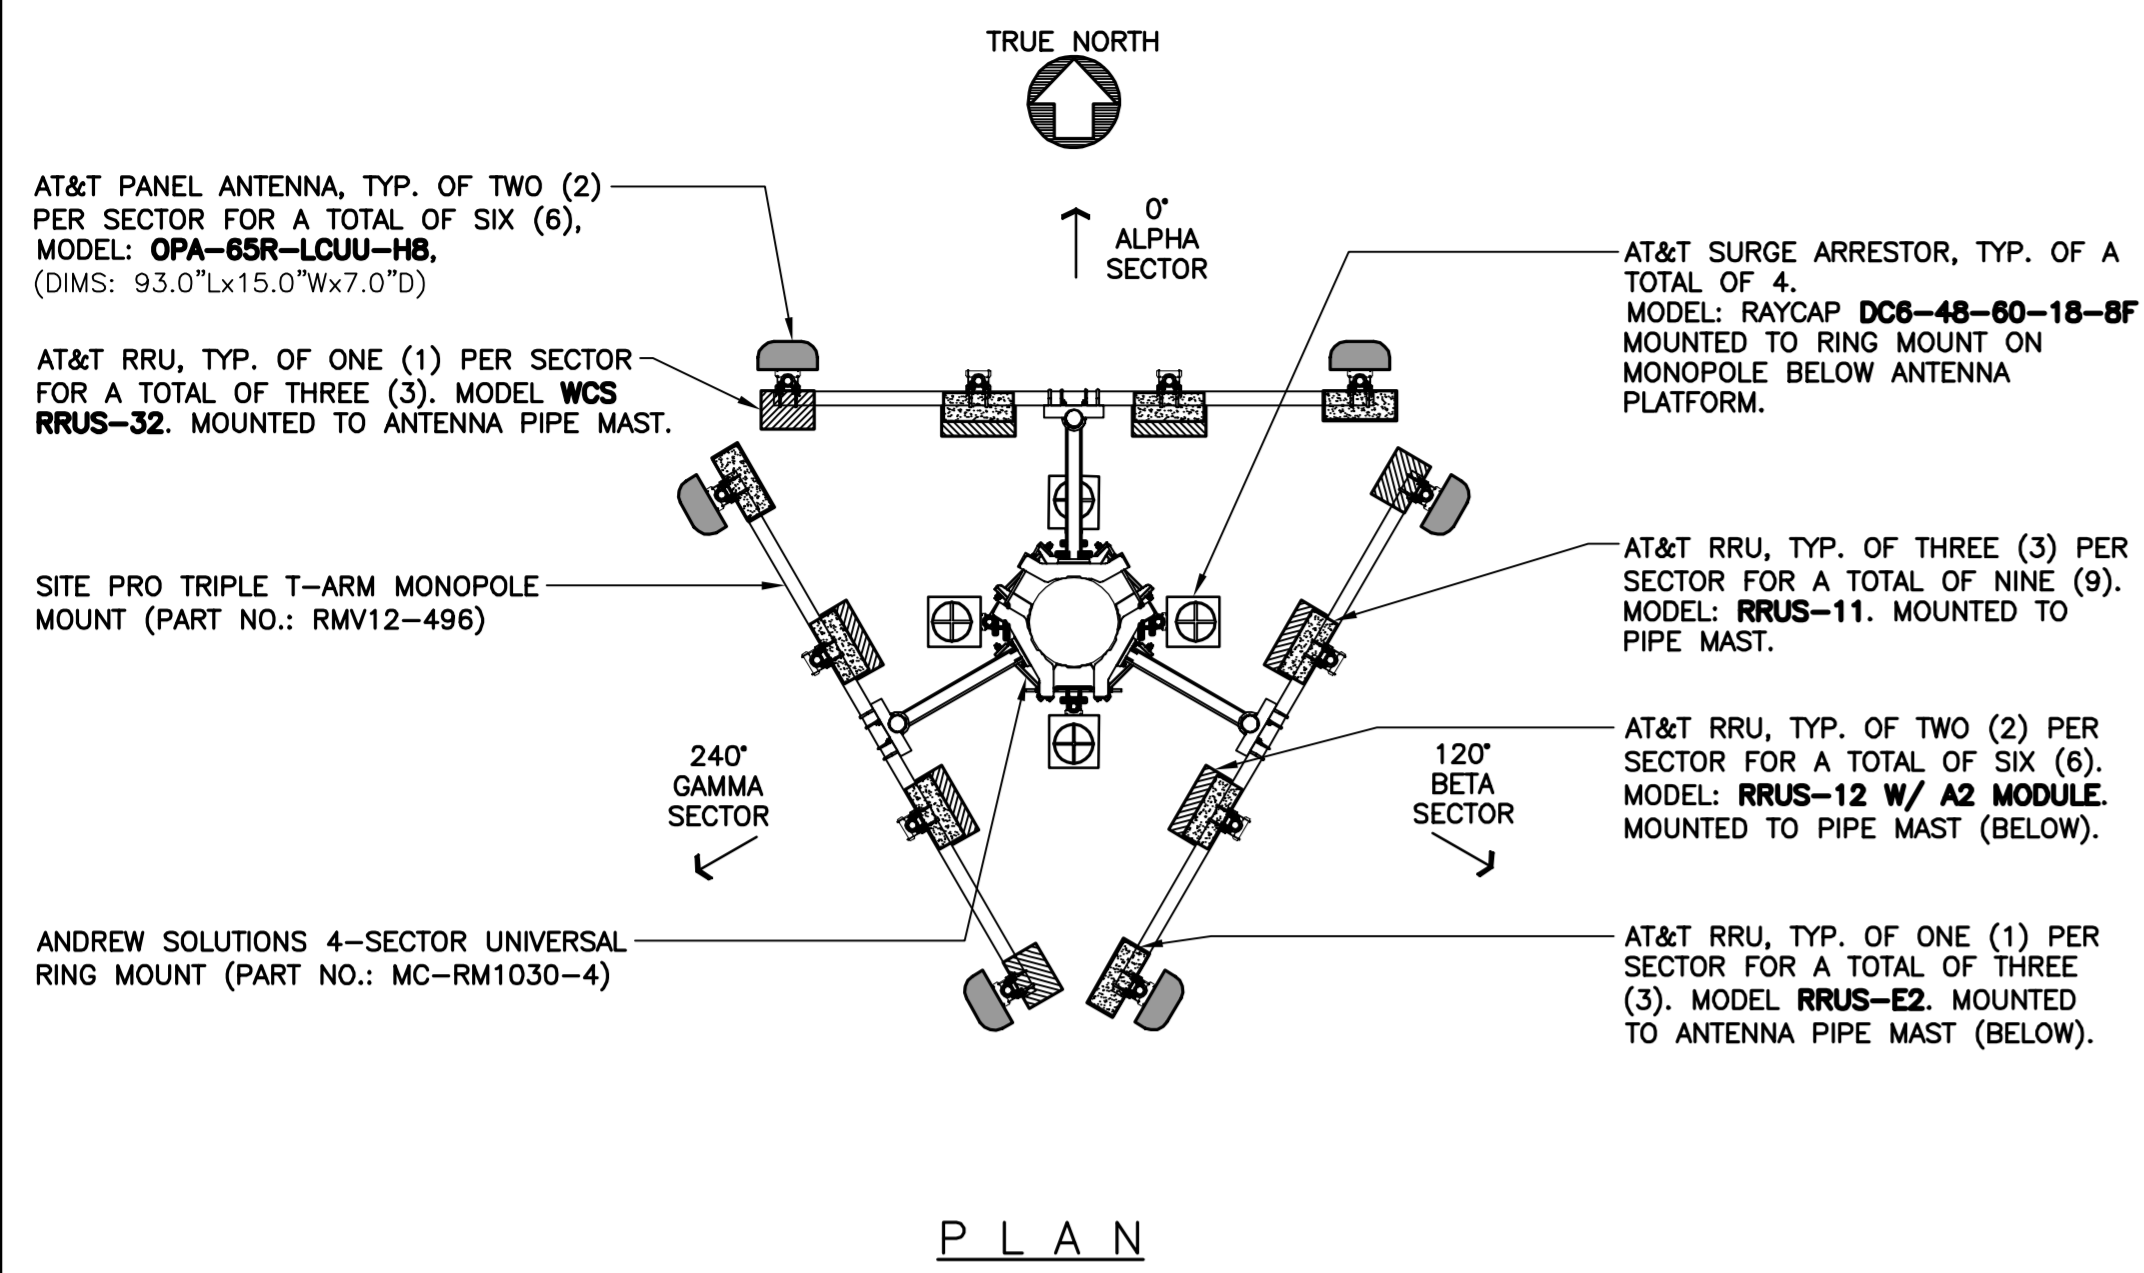 TRUE NORTH
AT&T PANEL ANTENNA, TYP. OF TWO (2)
PER SECTOR FOR A TOTAL OF SIX (6),
MODEL: OPA-65R-LCUU-H8,
(DIMS: 93.0"Lx15.0"Wx7.0"D)
AT&T RRU, TYP. OF ONE (1) PER SECTOR
FOR A TOTAL OF THREE (3). MODEL WCS
RRUS-32. MOUNTED TO ANTENNA PIPE MAST.
SITE PRO TRIPLE T-ARM MONOPOLE
MOUNT (PART NO.: RMV12-496)
ANDREW SOLUTIONS 4-SECTOR UNIVERSAL
RING MOUNT (PART NO.: MC-RM1030-4)
0°
ALPHA
SECTOR
240°
GAMMA
SECTOR
120°
BETA
SECTOR
AT&T SURGE ARRESTOR, TYP. OF A
TOTAL OF 4.
MODEL: RAYCAP DC6-48-60-18-8F
MOUNTED TO RING MOUNT ON
MONOPOLE BELOW ANTENNA
PLATFORM.
AT&T RRU, TYP. OF THREE (3) PER
SECTOR FOR A TOTAL OF NINE (9).
MODEL: RRUS-11. MOUNTED TO
PIPE MAST.
AT&T RRU, TYP. OF TWO (2) PER
SECTOR FOR A TOTAL OF SIX (6).
MODEL: RRUS-12 W/ A2 MODULE.
MOUNTED TO PIPE MAST (BELOW).
AT&T RRU, TYP. OF ONE (1) PER
SECTOR FOR A TOTAL OF THREE
(3). MODEL RRUS-E2. MOUNTED
TO ANTENNA PIPE MAST (BELOW).
PLAN